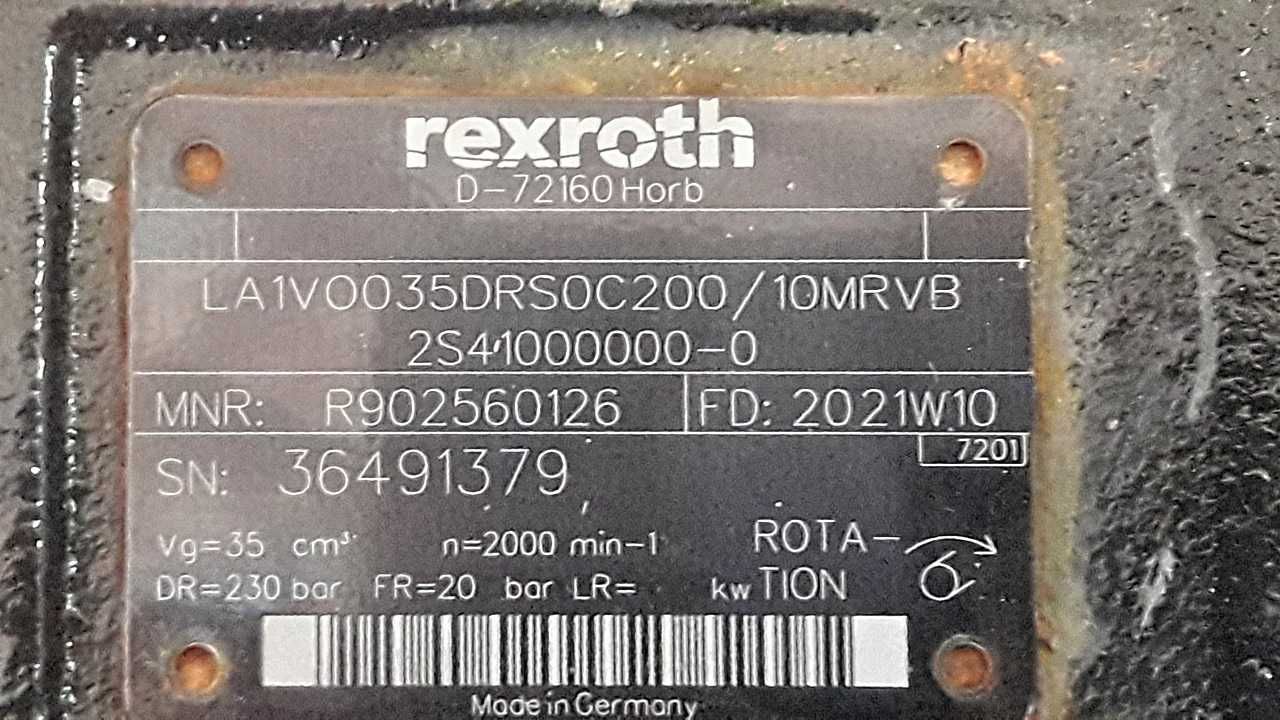 rexroth
D-72160 Horb
LA1VO035DRS0C200/10MRVB
2S41000000-0
MNR: R902560126 FD: 2021W10
7201
SN: 36491379
Vg=35 cm³ n=2000 min-1 ROTA-
DR=230 bar FR=20 bar LR= kw TION
Made in Germany